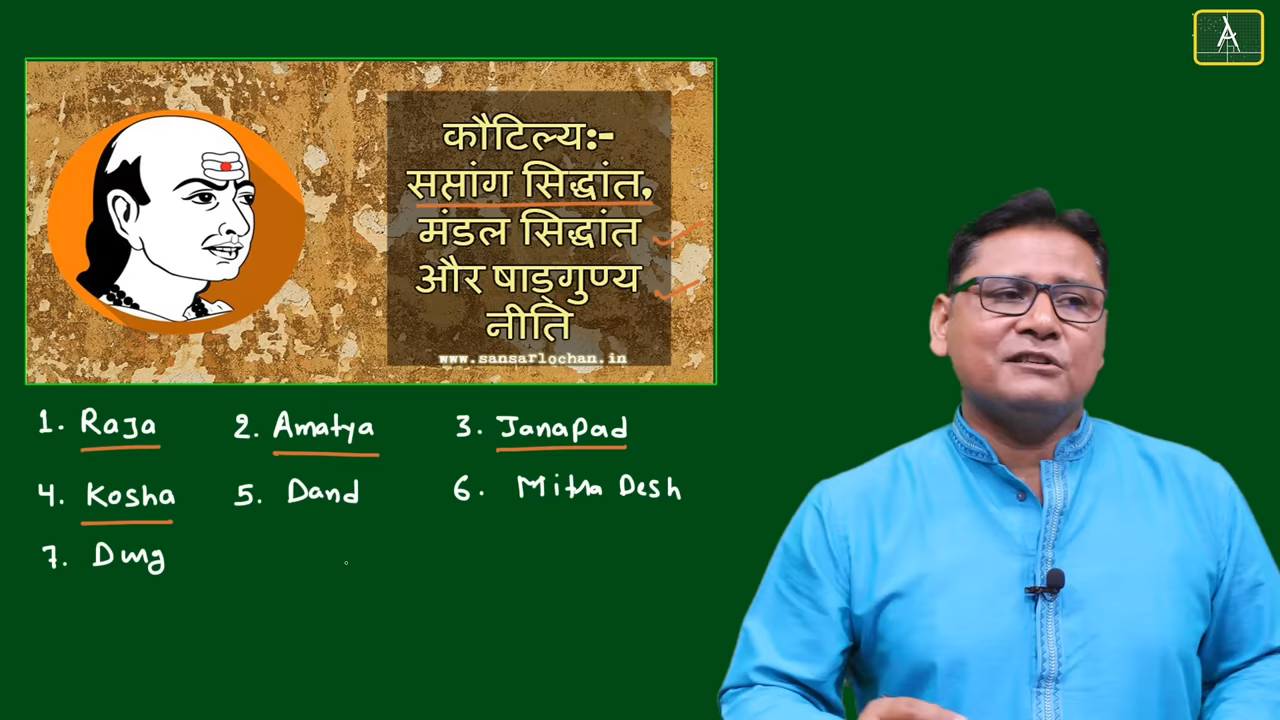 कौटिल्य:-
सप्तांग सिद्धांत,
मंडल सिद्धांत
और षाड्गुण्य
नीति
www.sansarlochan.in
1. Raja 2. Amatya 3. Janapad
4. Kosha 5. Dand 6. Mitra Desh
7. Durg
A